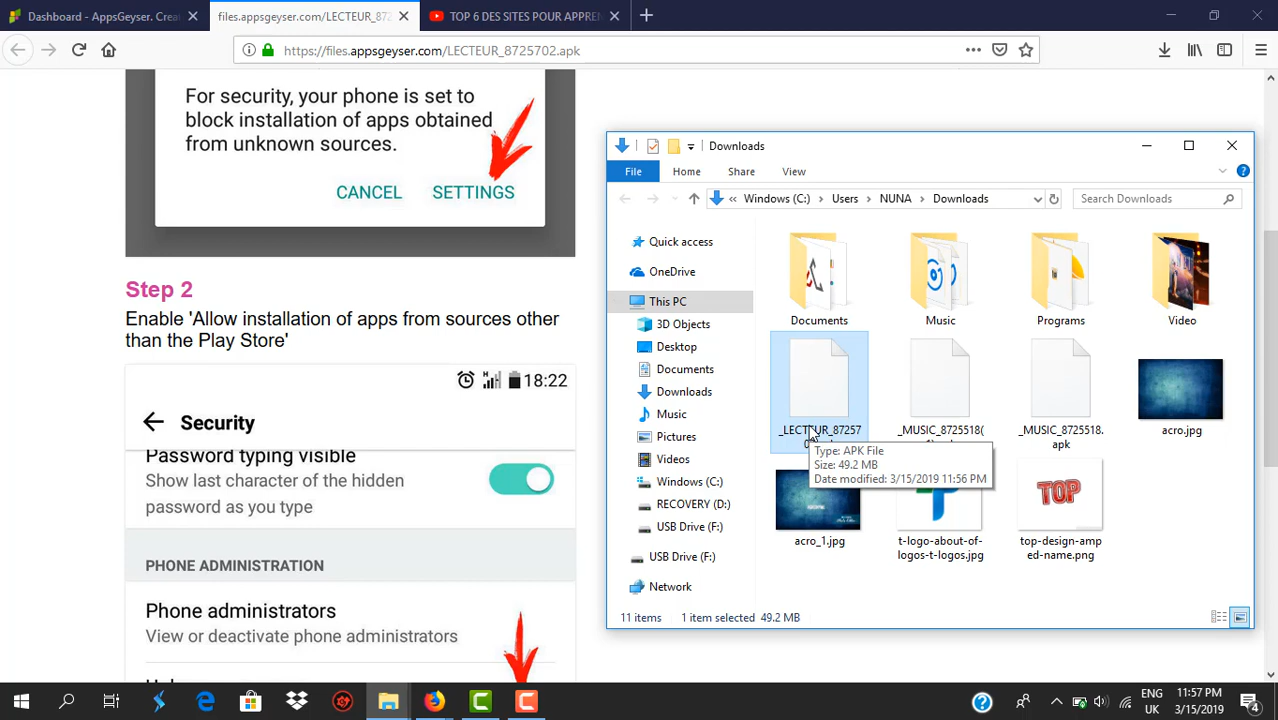 Dashboard - AppsGeyser. Crea
files.appsgeyser.com/LECTEUR_872
TOP 6 DES SITES POUR APPREN
https://files.appsgeyser.com/LECTEUR_8725702.apk
For security, your phone is set to
block installation of apps obtained
from unknown sources.
CANCEL
SETTINGS
Step 2
Enable 'Allow installation of apps from sources other
than the Play Store'
18:22
Security
Password typing visible
Show last character of the hidden
password as you type
PHONE ADMINISTRATION
Phone administrators
View or deactivate phone administrators
Downloads
File
Home
Share
View
« Windows (C:) > Users > NUNA > Downloads
Search Downloads
Quick access
OneDrive
This PC
3D Objects
Desktop
Documents
Downloads
Music
Pictures
Videos
Windows (C:)
RECOVERY (D:)
USB Drive (F:)
USB Drive (F:)
Network
Documents
Music
Programs
Video
_LECTEUR_87257
_MUSIC_8725518(
_MUSIC_8725518.
apk
acro.jpg
Type: APK File
Size: 49.2 MB
Date modified: 3/15/2019 11:56 PM
TOP
acro_1.jpg
t-logo-about-of-
logos-t-logos.jpg
top-design-amp
ed-name.png
11 items
1 item selected 49.2 MB
ENG
UK
11:57 PM
3/15/2019
4